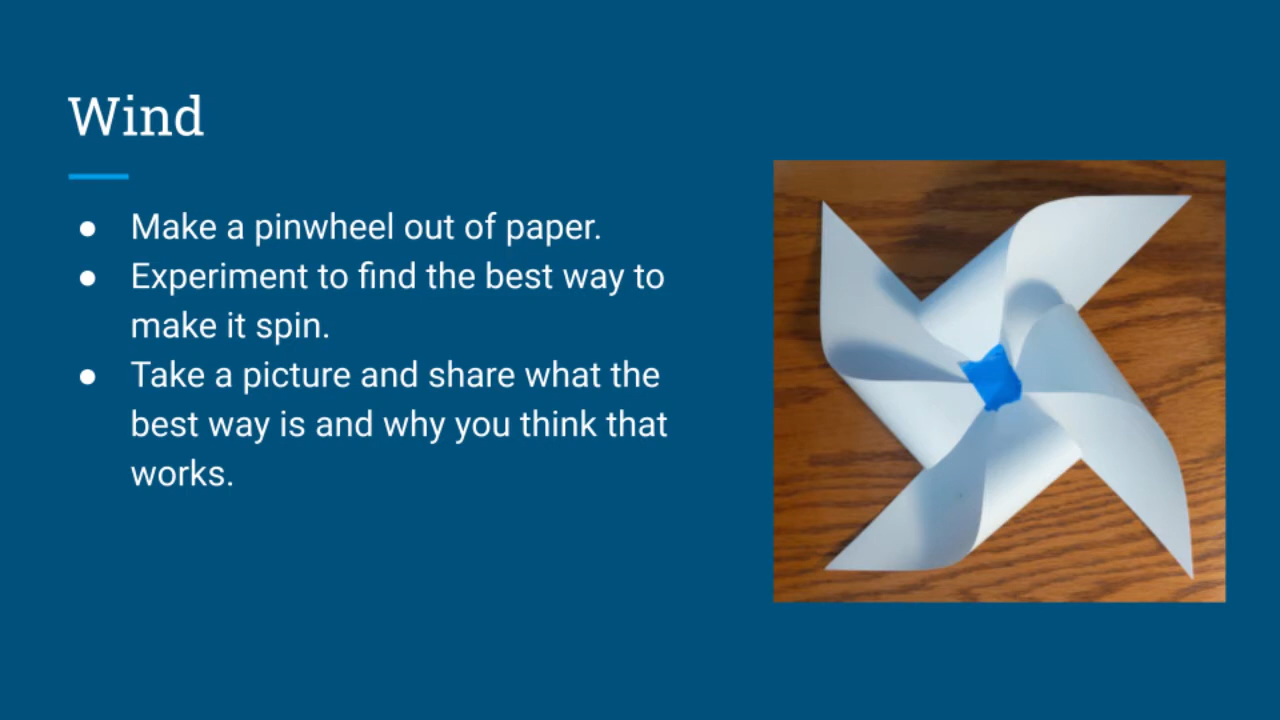 Wind
● Make a pinwheel out of paper.
● Experiment to find the best way to
make it spin.
● Take a picture and share what the
best way is and why you think that
works.